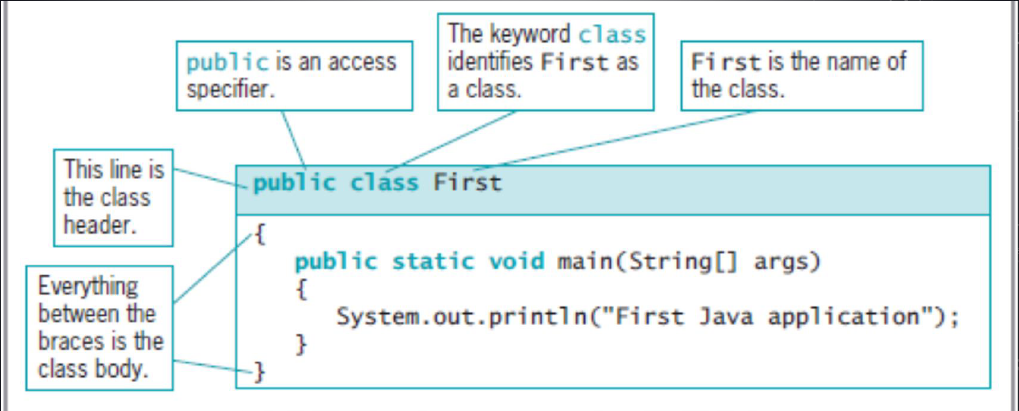 The keyword class
identifies First as
a class.
public is an access
specifier.
First is the name of
the class.
This line is
the class
header.
public class First
{
public static void main(String[] args)
{
System.out.println("First Java application");
}
}
Everything
between the
braces is the
class body.